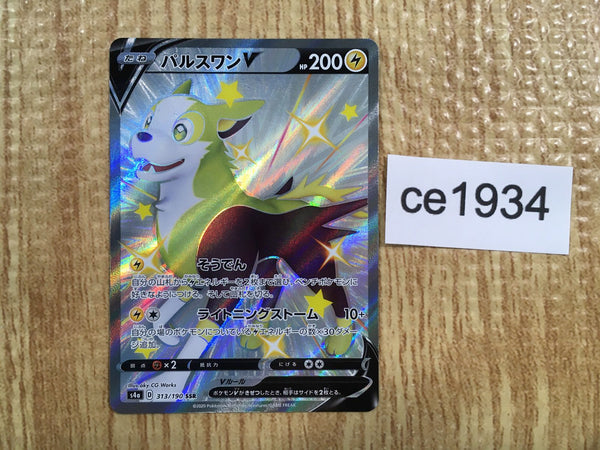 たね パルスワンV HP 200
そうでん
自分の山札からエネルギーを2枚まで選び、ベンチポケモンに
好きなようにつける。そして山札を切る。
ライトニングストーム 10+
自分の場のポケモンについているエネルギーの数×30ダメー
ジ追加。
弱点 ×2 抵抗力 にげる
Vルール
ポケモンVがきぜつしたとき、相手はサイドを2枚とる。
Illus. aky CG Works
s4a D 313/190 SSR
ce1934